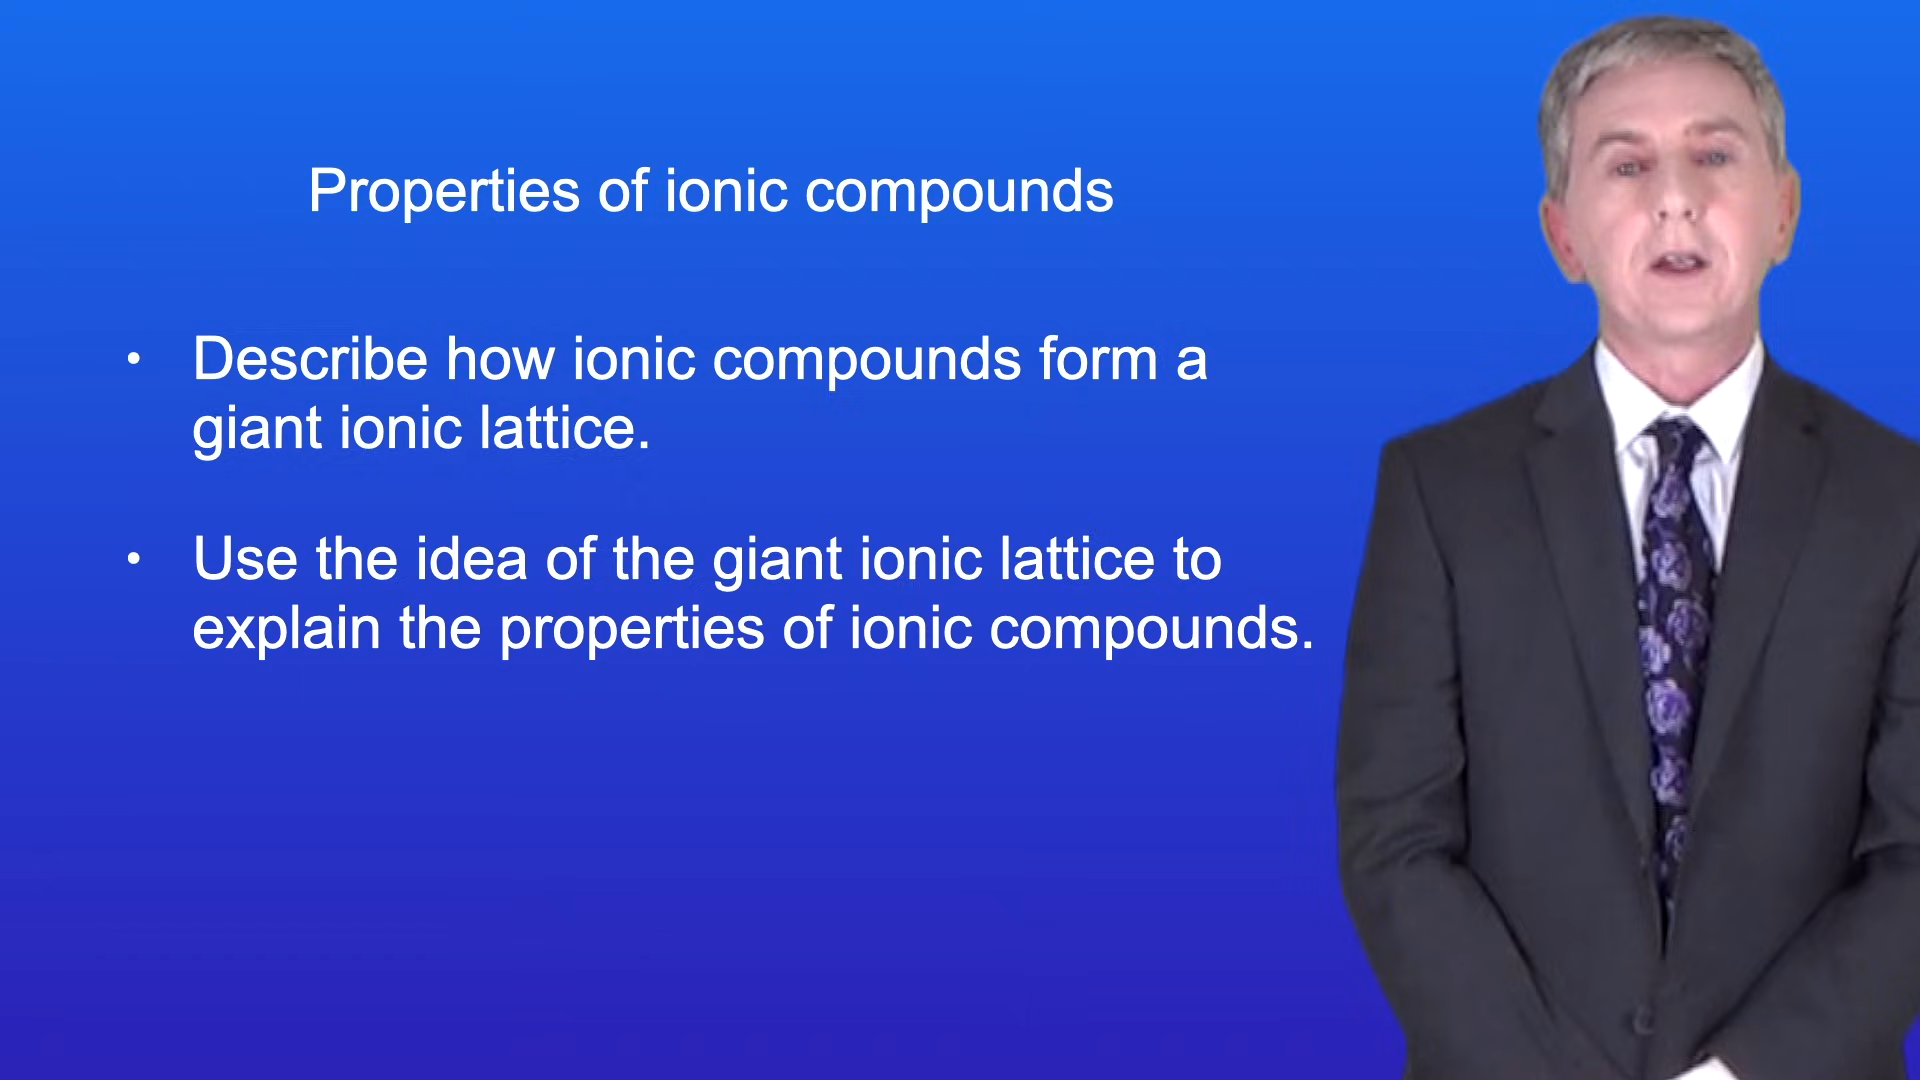 Properties of ionic compounds
• Describe how ionic compounds form a
giant ionic lattice.
• Use the idea of the giant ionic lattice to
explain the properties of ionic compounds.